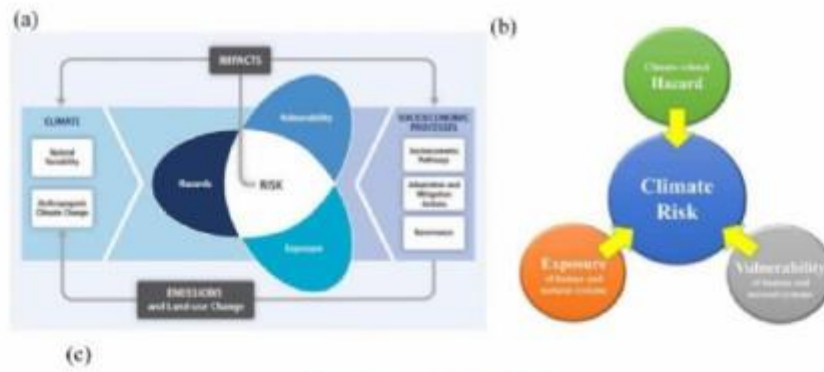 (a)
IMPACTS
CLIMATE
Natural
Variability
Anthropogenic
Climate Change
Vulnerability
Hazards
RISK
Exposure
SOCIOECONOMIC
PROCESSES
Socioeconomic
Pathways
Adaptation and
Mitigation
Actions
Governance
EMISSIONS
and Land-use Change
(b)
Hazard
Climate
Risk
Exposure
of human and
natural systems
Vulnerability
of human and
natural systems
(c)